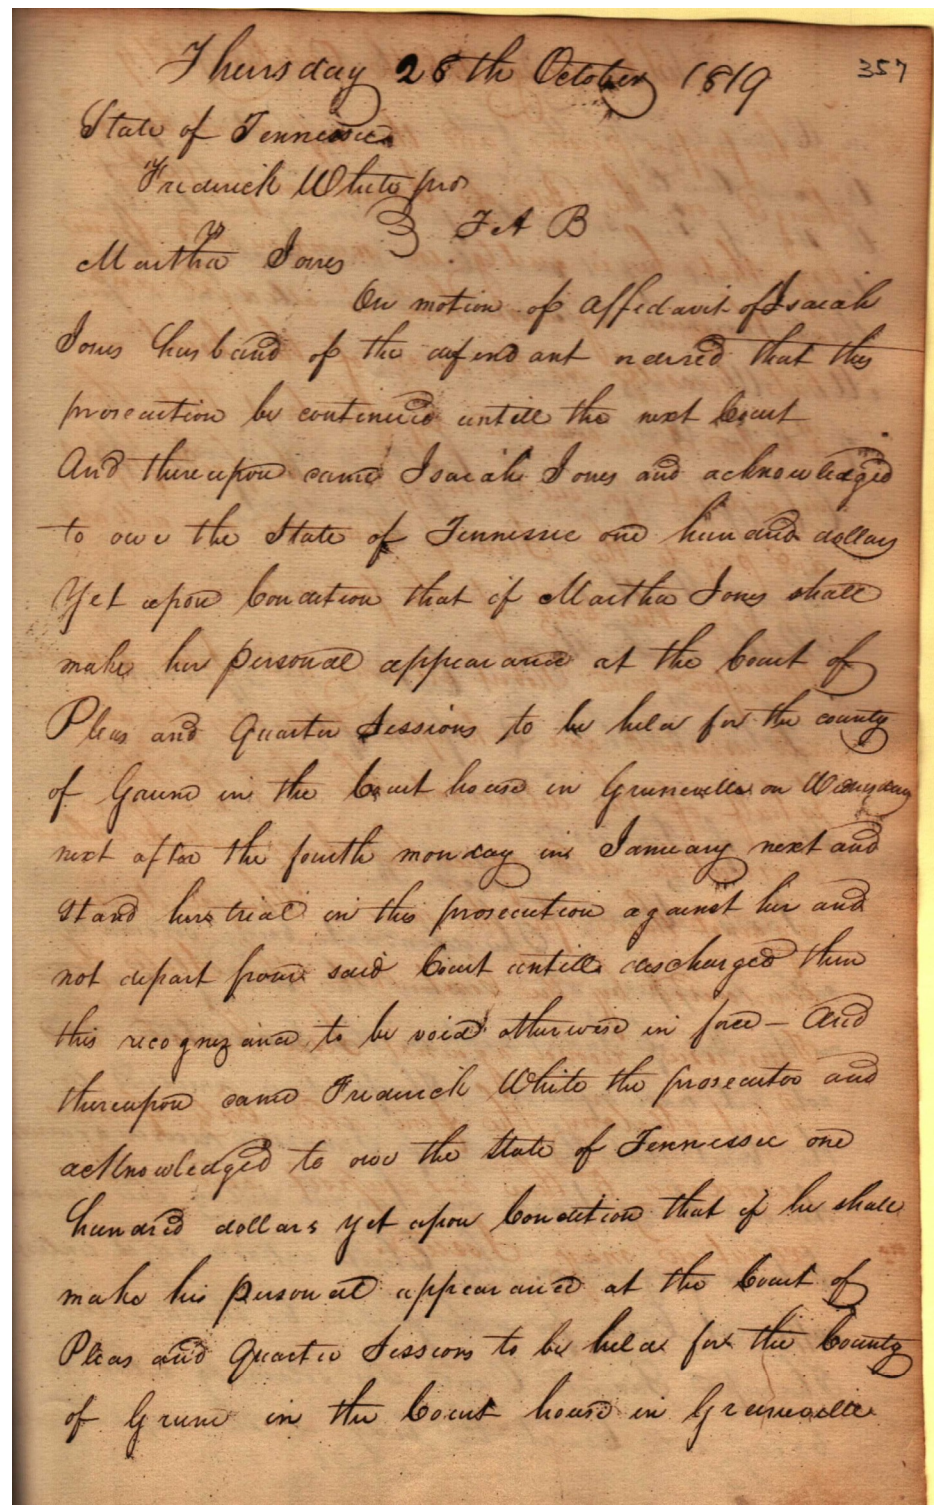 357
Thursday 28th October 1819
State of Tennessee
Frederick White pros
vs } T A B
Martha Jones
On motion of affedavit of Isaiah
Jones husband of the defendant ordered that this
prosecution be continued untill the next Court
And thereupon came Isaiah Jones and acknowledged
to owe the State of Tennessee one hundred dollars
Yet upon Condition that if Martha Jones shall
make her personal appearance at the Court of
Pleas and Quarter Sessions to be held for the county
of Greene in the Court house in Greeneville on Wednesday
next after the fourth monday in January next and
stand her trial in this prosecution against her and
not depart from said Court untill discharged then
this recognizance to be void otherwise in force — And
thereupon came Frederick White the prosecutor and
acknowledged to owe the State of Tennessee one
hundred dollars yet upon Condition that if he shall
make his personal appearance at the Court of
Pleas and Quarter Sessions to be held for the County
of Greene in the Court house in Greeneville